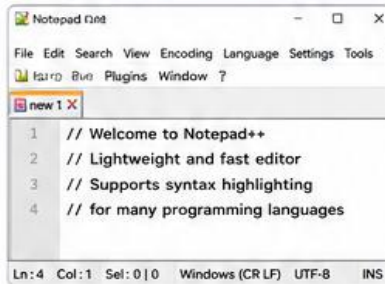 Notepad
File Edit Search View Encoding Language Settings Tools
Plugins Window ?
new 1 X
1 // Welcome to Notepad++
2 // Lightweight and fast editor
3 // Supports syntax highlighting
4 // for many programming languages
Ln:4 Col:1 Sel:0|0 Windows (CR LF) UTF-8 INS